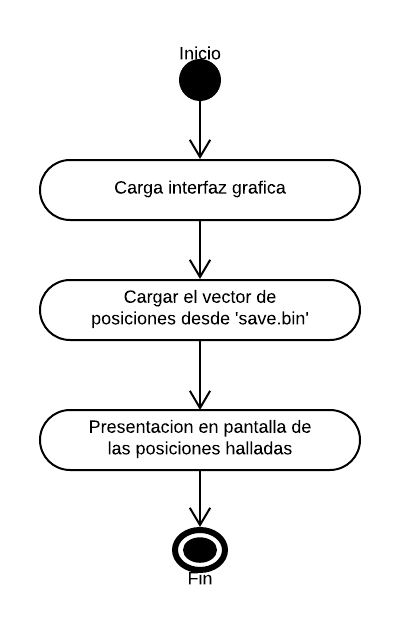 Inicio
Carga interfaz grafica
Cargar el vector de
posiciones desde 'save.bin'
Presentacion en pantalla de
las posiciones halladas
Fin